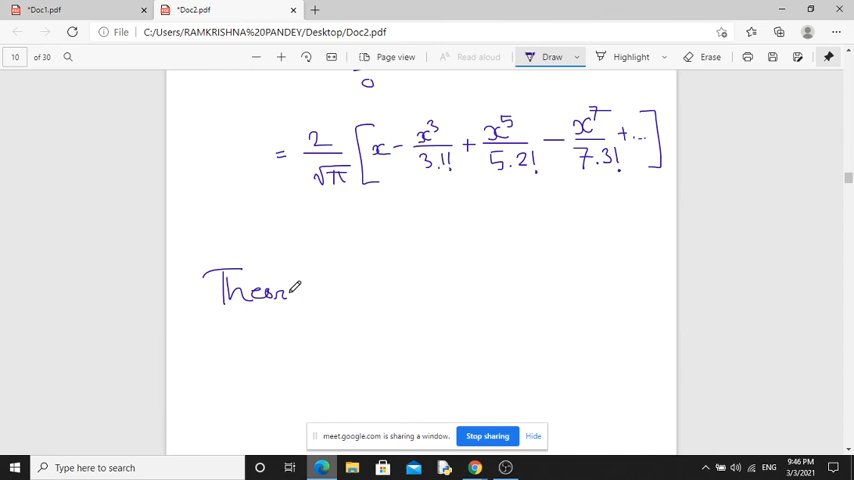 *Doc1.pdf
*Doc2.pdf
File
C:/Users/RAMKRISHNA%20PANDEY/Desktop/Doc2.pdf
10 of 30
Page view
Read aloud
Draw
Highlight
Erase
0
= 2/√π [x - x³/3.1! + x⁵/5.2! - x⁷/7.3! + ...]
Theor
meet.google.com is sharing a window.
Stop sharing
Hide
Type here to search
ENG
9:46 PM
3/3/2021